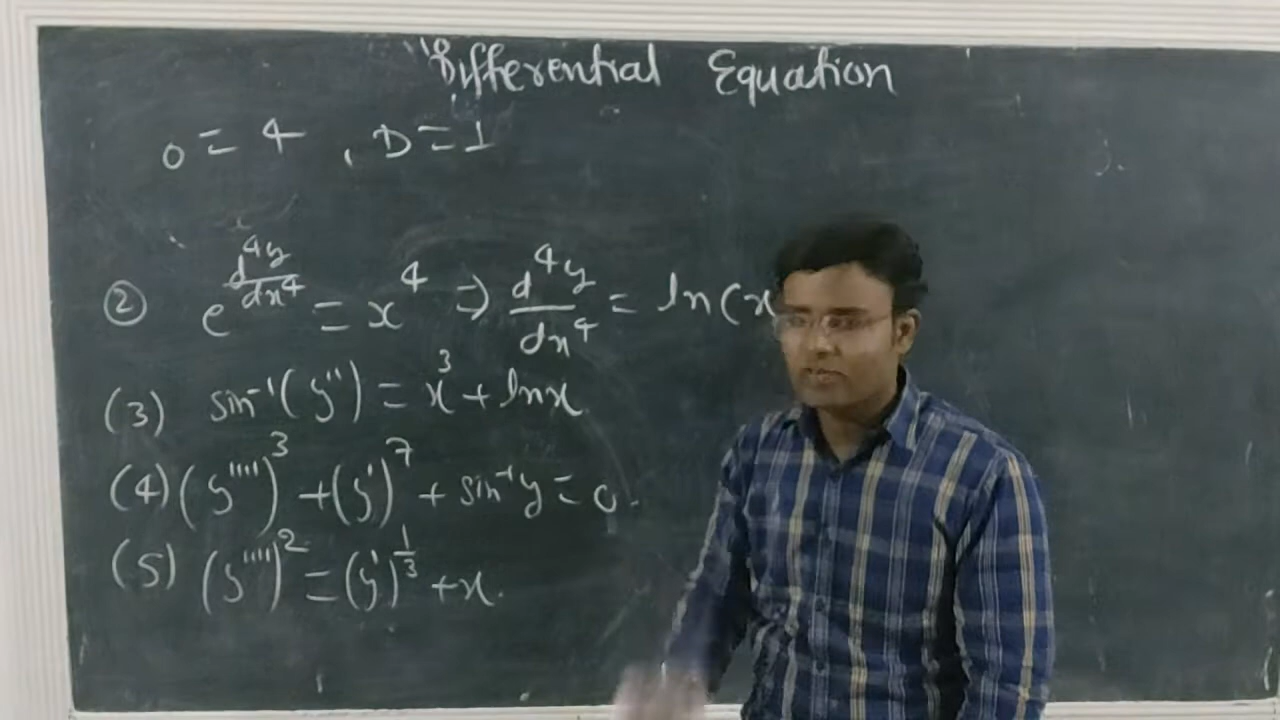 Differential Equation
O = 4 , D = 1
② e^(d⁴y/dx⁴) = x⁴ ⇒ d⁴y/dx⁴ = ln(x
(3) sin⁻¹(y'') = x³ + ln x
(4) (y'''')³ + (y')⁷ + sin⁻¹y = 0.
(5) (y'''')² = (y')^(1/3) + x.